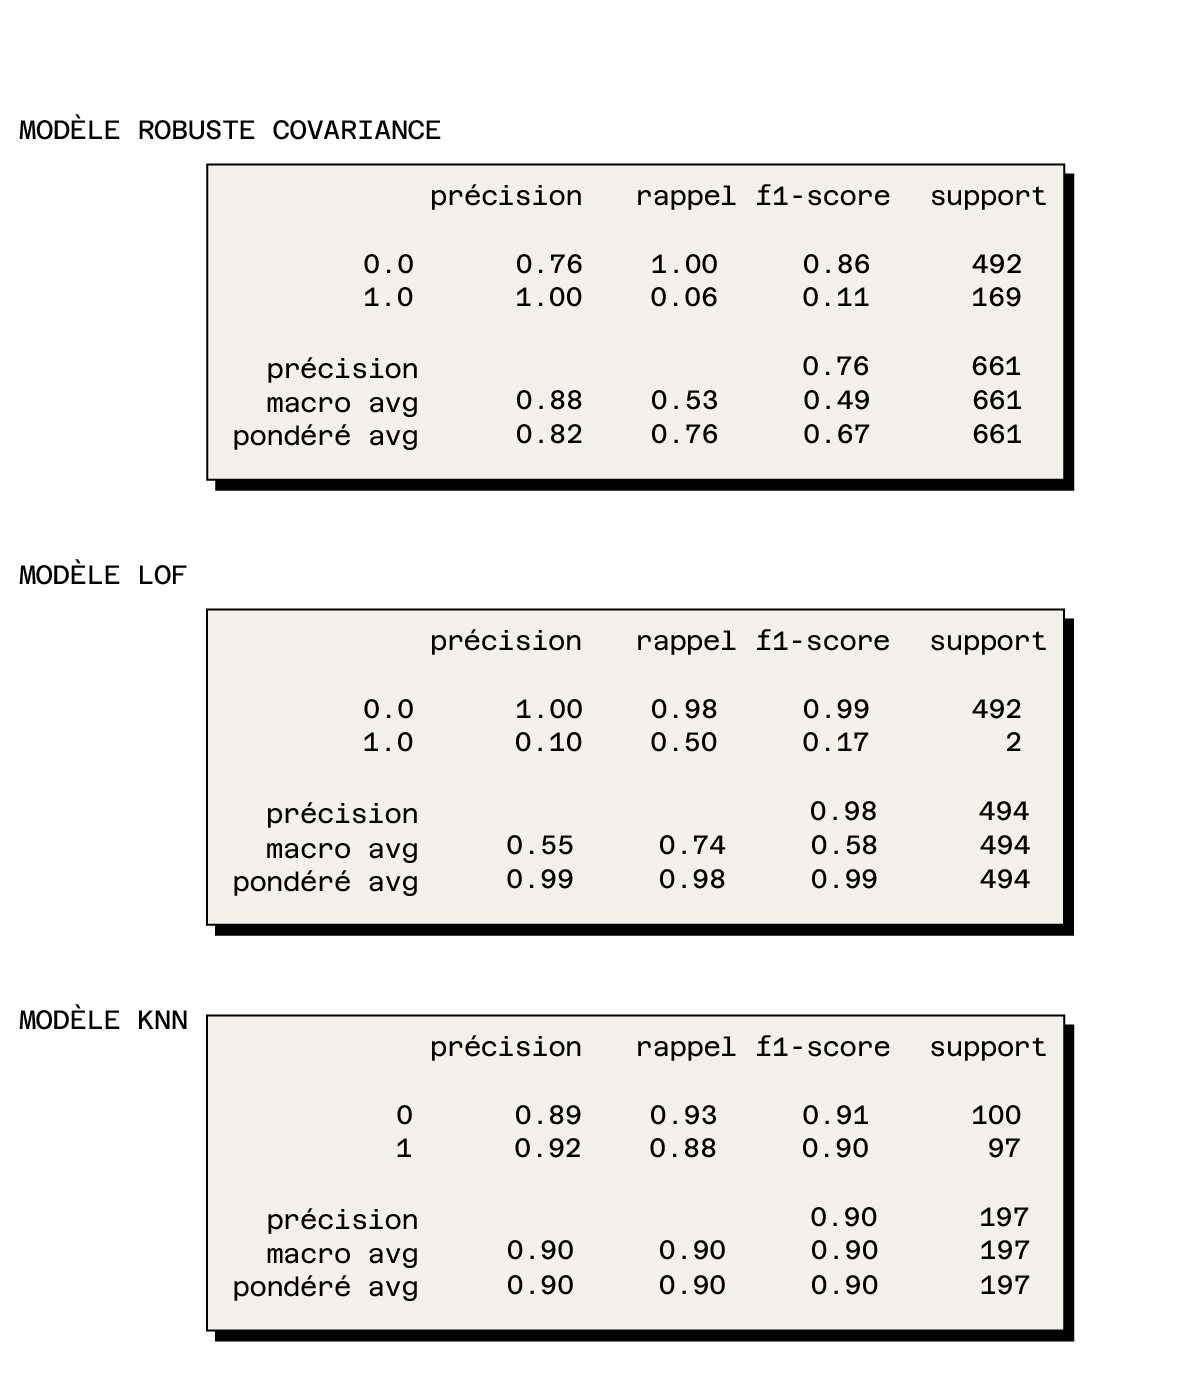 MODÈLE ROBUSTE COVARIANCE
précision rappel f1-score support
0.0 0.76 1.00 0.86 492
1.0 1.00 0.06 0.11 169
précision 0.76 661
macro avg 0.88 0.53 0.49 661
pondéré avg 0.82 0.76 0.67 661
MODÈLE LOF
précision rappel f1-score support
0.0 1.00 0.98 0.99 492
1.0 0.10 0.50 0.17 2
précision 0.98 494
macro avg 0.55 0.74 0.58 494
pondéré avg 0.99 0.98 0.99 494
MODÈLE KNN
précision rappel f1-score support
0 0.89 0.93 0.91 100
1 0.92 0.88 0.90 97
précision 0.90 197
macro avg 0.90 0.90 0.90 197
pondéré avg 0.90 0.90 0.90 197